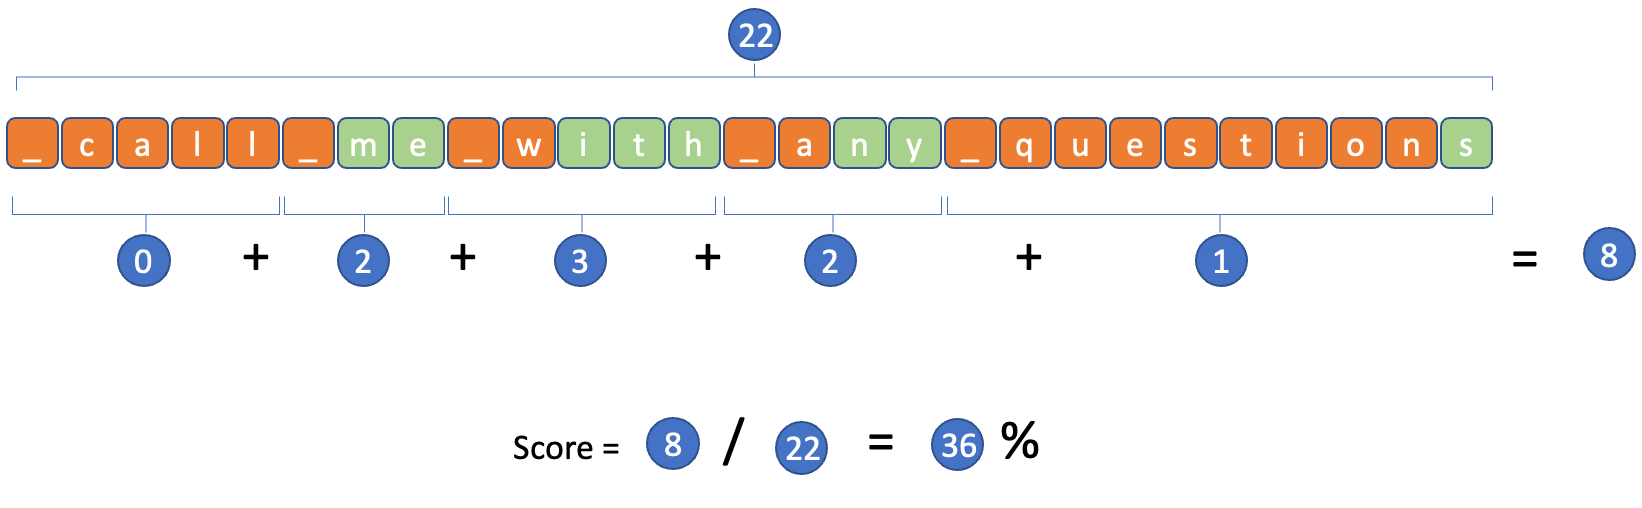 22
_ c a l l _ m e _ w i t h _ a n y _ q u e s t i o n s
0 + 2 + 3 + 2 + 1 = 8
Score = 8 / 22 = 36 %